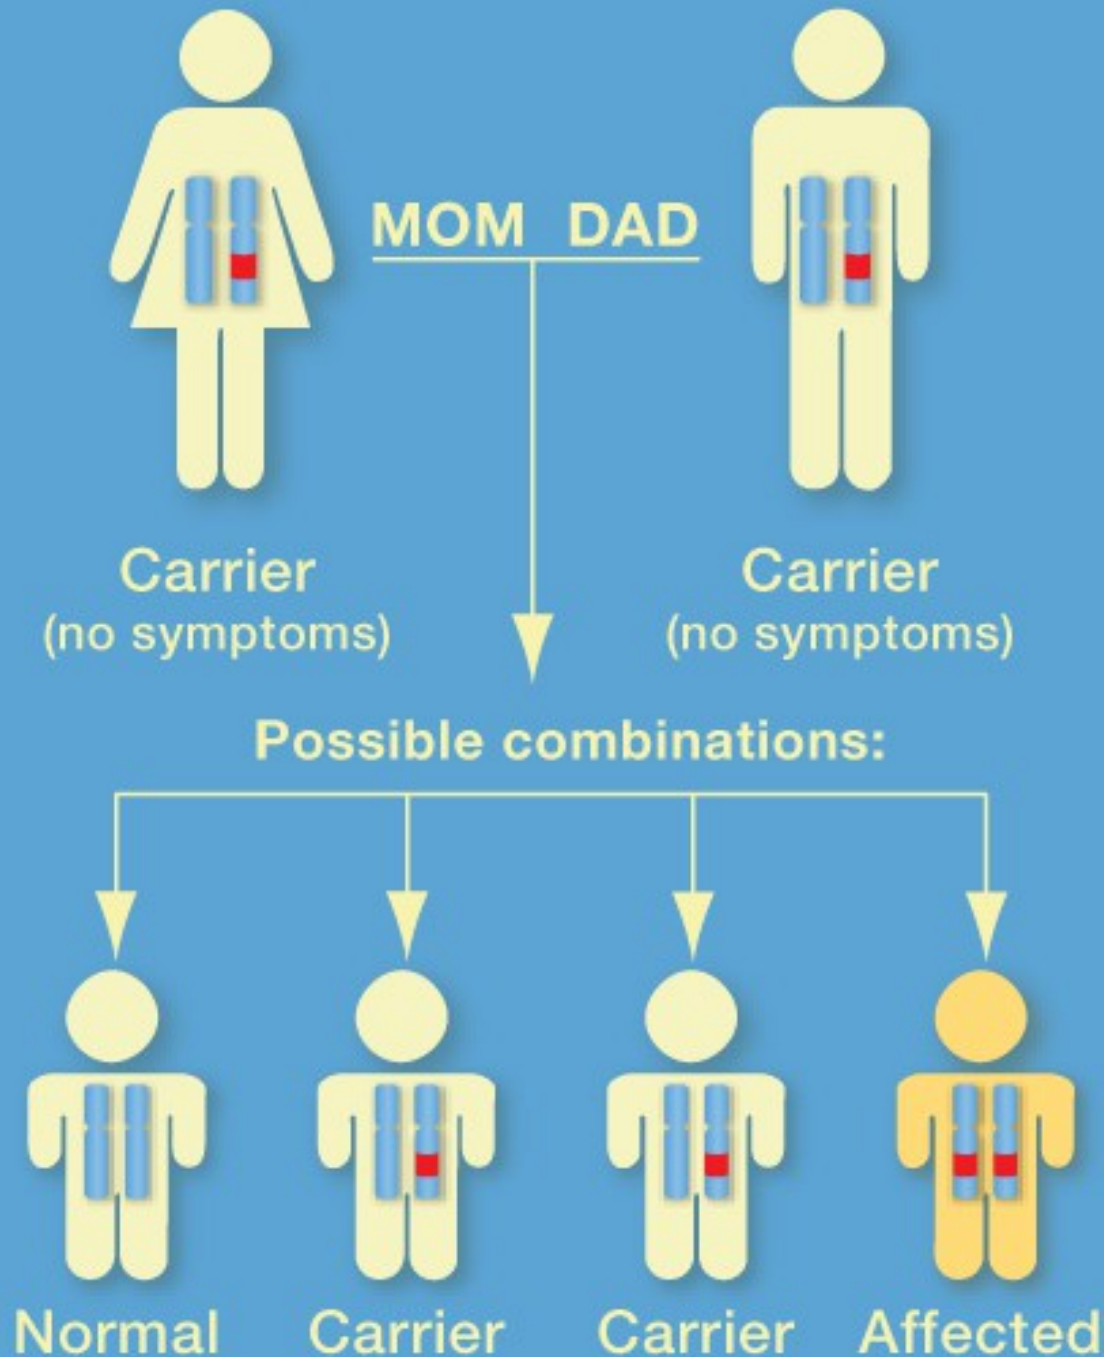 MOM DAD
Carrier
(no symptoms)
Carrier
(no symptoms)
Possible combinations:
Normal
Carrier
Carrier
Affected